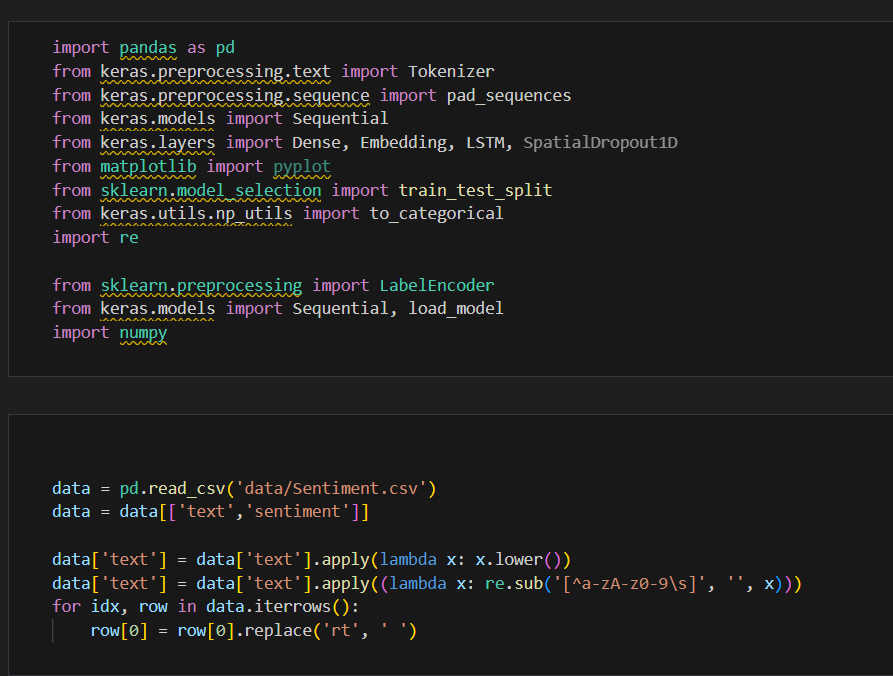 import pandas as pd
from keras.preprocessing.text import Tokenizer
from keras.preprocessing.sequence import pad_sequences
from keras.models import Sequential
from keras.layers import Dense, Embedding, LSTM, SpatialDropout1D
from matplotlib import pyplot
from sklearn.model_selection import train_test_split
from keras.utils.np_utils import to_categorical
import re
from sklearn.preprocessing import LabelEncoder
from keras.models import Sequential, load_model
import numpy
data = pd.read_csv('data/Sentiment.csv')
data = data[['text','sentiment']]
data['text'] = data['text'].apply(lambda x: x.lower())
data['text'] = data['text'].apply((lambda x: re.sub('[^a-zA-z0-9\s]', '', x)))
for idx, row in data.iterrows():
    row[0] = row[0].replace('rt', ' ')